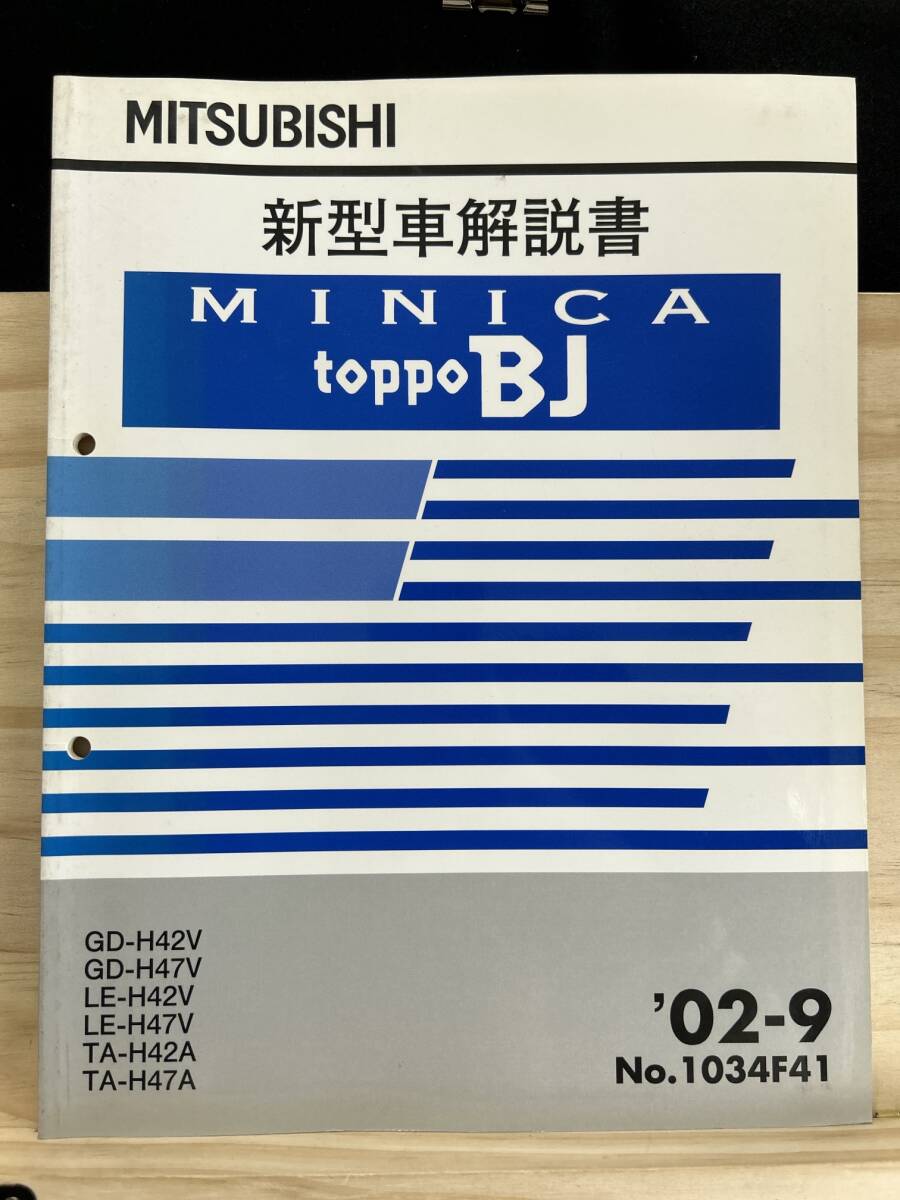 MITSUBISHI
新型車解説書
MINICA
toppo BJ
GD-H42V
GD-H47V
LE-H42V
LE-H47V
TA-H42A
TA-H47A
'02-9
No.1034F41